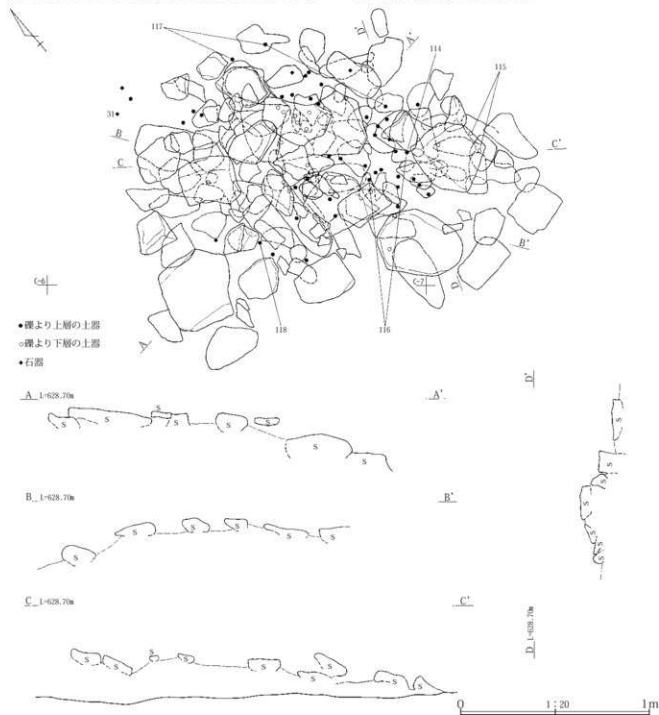 117
D'
A'
114
115
31
B
C
C'
B'
C-6
C-7
D
A
118
116
●礫より上層の土器
○礫より下層の土器
◆石器
A L=628.70m
A'
S S S S S S S S
D'
S S S S S S S
B L=628.70m
B'
S S S S S S
C L=628.70m
C'
S S S S S S S S S
D L=628.70m
0 1:20 1m